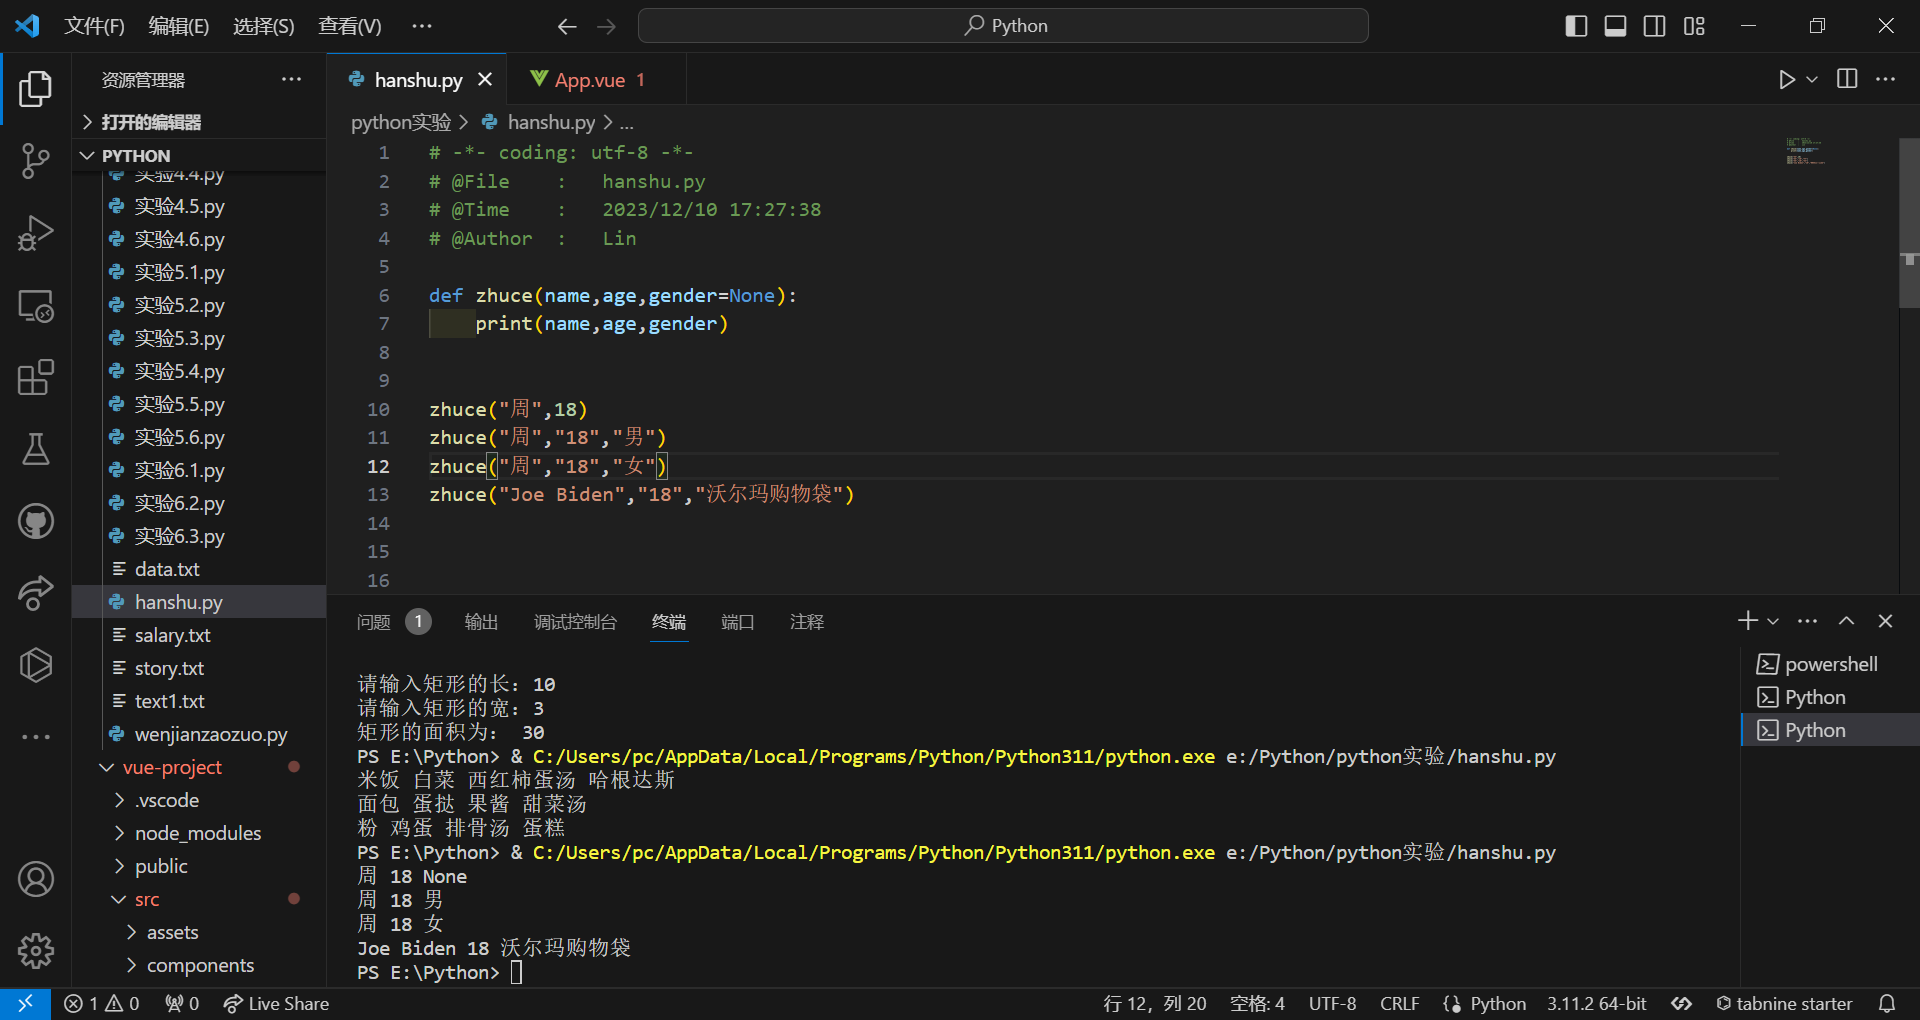 文件(F) 编辑(E) 选择(S) 查看(V) ··· Python
资源管理器 ···
打开的编辑器
PYTHON
实验4.4.py
实验4.5.py
实验4.6.py
实验5.1.py
实验5.2.py
实验5.3.py
实验5.4.py
实验5.5.py
实验5.6.py
实验6.1.py
实验6.2.py
实验6.3.py
data.txt
hanshu.py
salary.txt
story.txt
text1.txt
wenjianzaozuo.py
vue-project
.vscode
node_modules
public
src
assets
components
hanshu.py App.vue 1
python实验 > hanshu.py > ...
1 # -*- coding: utf-8 -*-
2 # @File : hanshu.py
3 # @Time : 2023/12/10 17:27:38
4 # @Author : Lin
5
6 def zhuce(name,age,gender=None):
7 print(name,age,gender)
8
9
10 zhuce("周",18)
11 zhuce("周","18","男")
12 zhuce("周","18","女")
13 zhuce("Joe Biden","18","沃尔玛购物袋")
14
15
16
问题 1 输出 调试控制台 终端 端口 注释
请输入矩形的长: 10
请输入矩形的宽: 3
矩形的面积为: 30
PS E:\Python> & C:/Users/pc/AppData/Local/Programs/Python/Python311/python.exe e:/Python/python实验/hanshu.py
米饭 白菜 西红柿蛋汤 哈根达斯
面包 蛋挞 果酱 甜菜汤
粉 鸡蛋 排骨汤 蛋糕
PS E:\Python> & C:/Users/pc/AppData/Local/Programs/Python/Python311/python.exe e:/Python/python实验/hanshu.py
周 18 None
周 18 男
周 18 女
Joe Biden 18 沃尔玛购物袋
PS E:\Python>
powershell
Python
Python
1 0 0 Live Share 行 12, 列 20 空格: 4 UTF-8 CRLF Python 3.11.2 64-bit tabnine starter